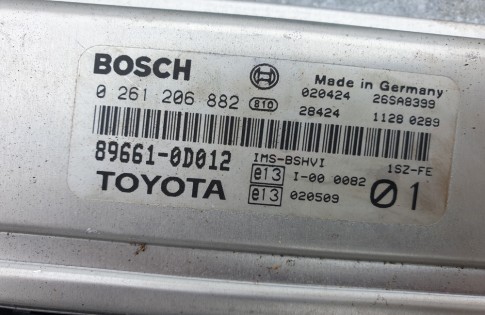 BOSCH
Made in Germany
0 261 206 882 810 020424 26SA8399
28424 1128 0289
89661-0D012 IMS-BSHVI 1SZ-FE
TOYOTA e13 I-00 0082 01
e13 020509